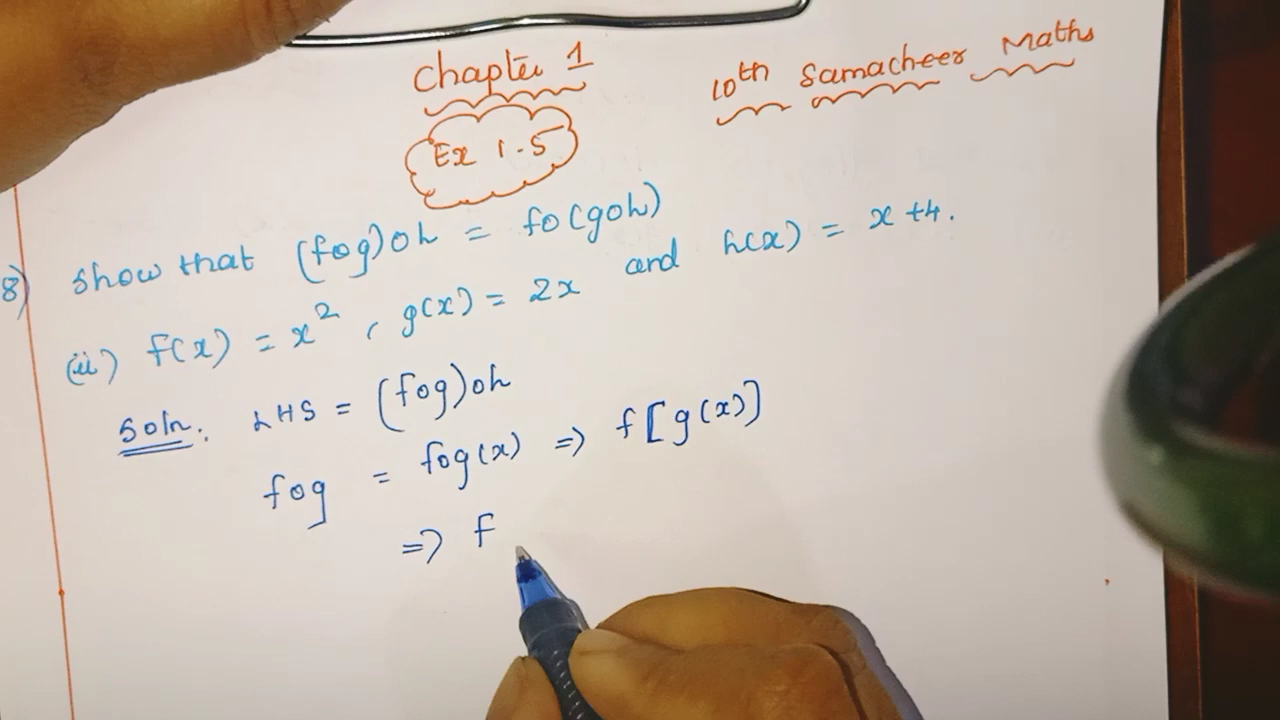 Chapter 1
10th Samacheer Maths
Ex 1.5
8) Show that (fog)oh = fo(goh)
(ii) f(x) = x², g(x) = 2x and h(x) = x+4.
Soln: LHS = (fog)oh
fog = fog(x) => f[g(x)]
=> f